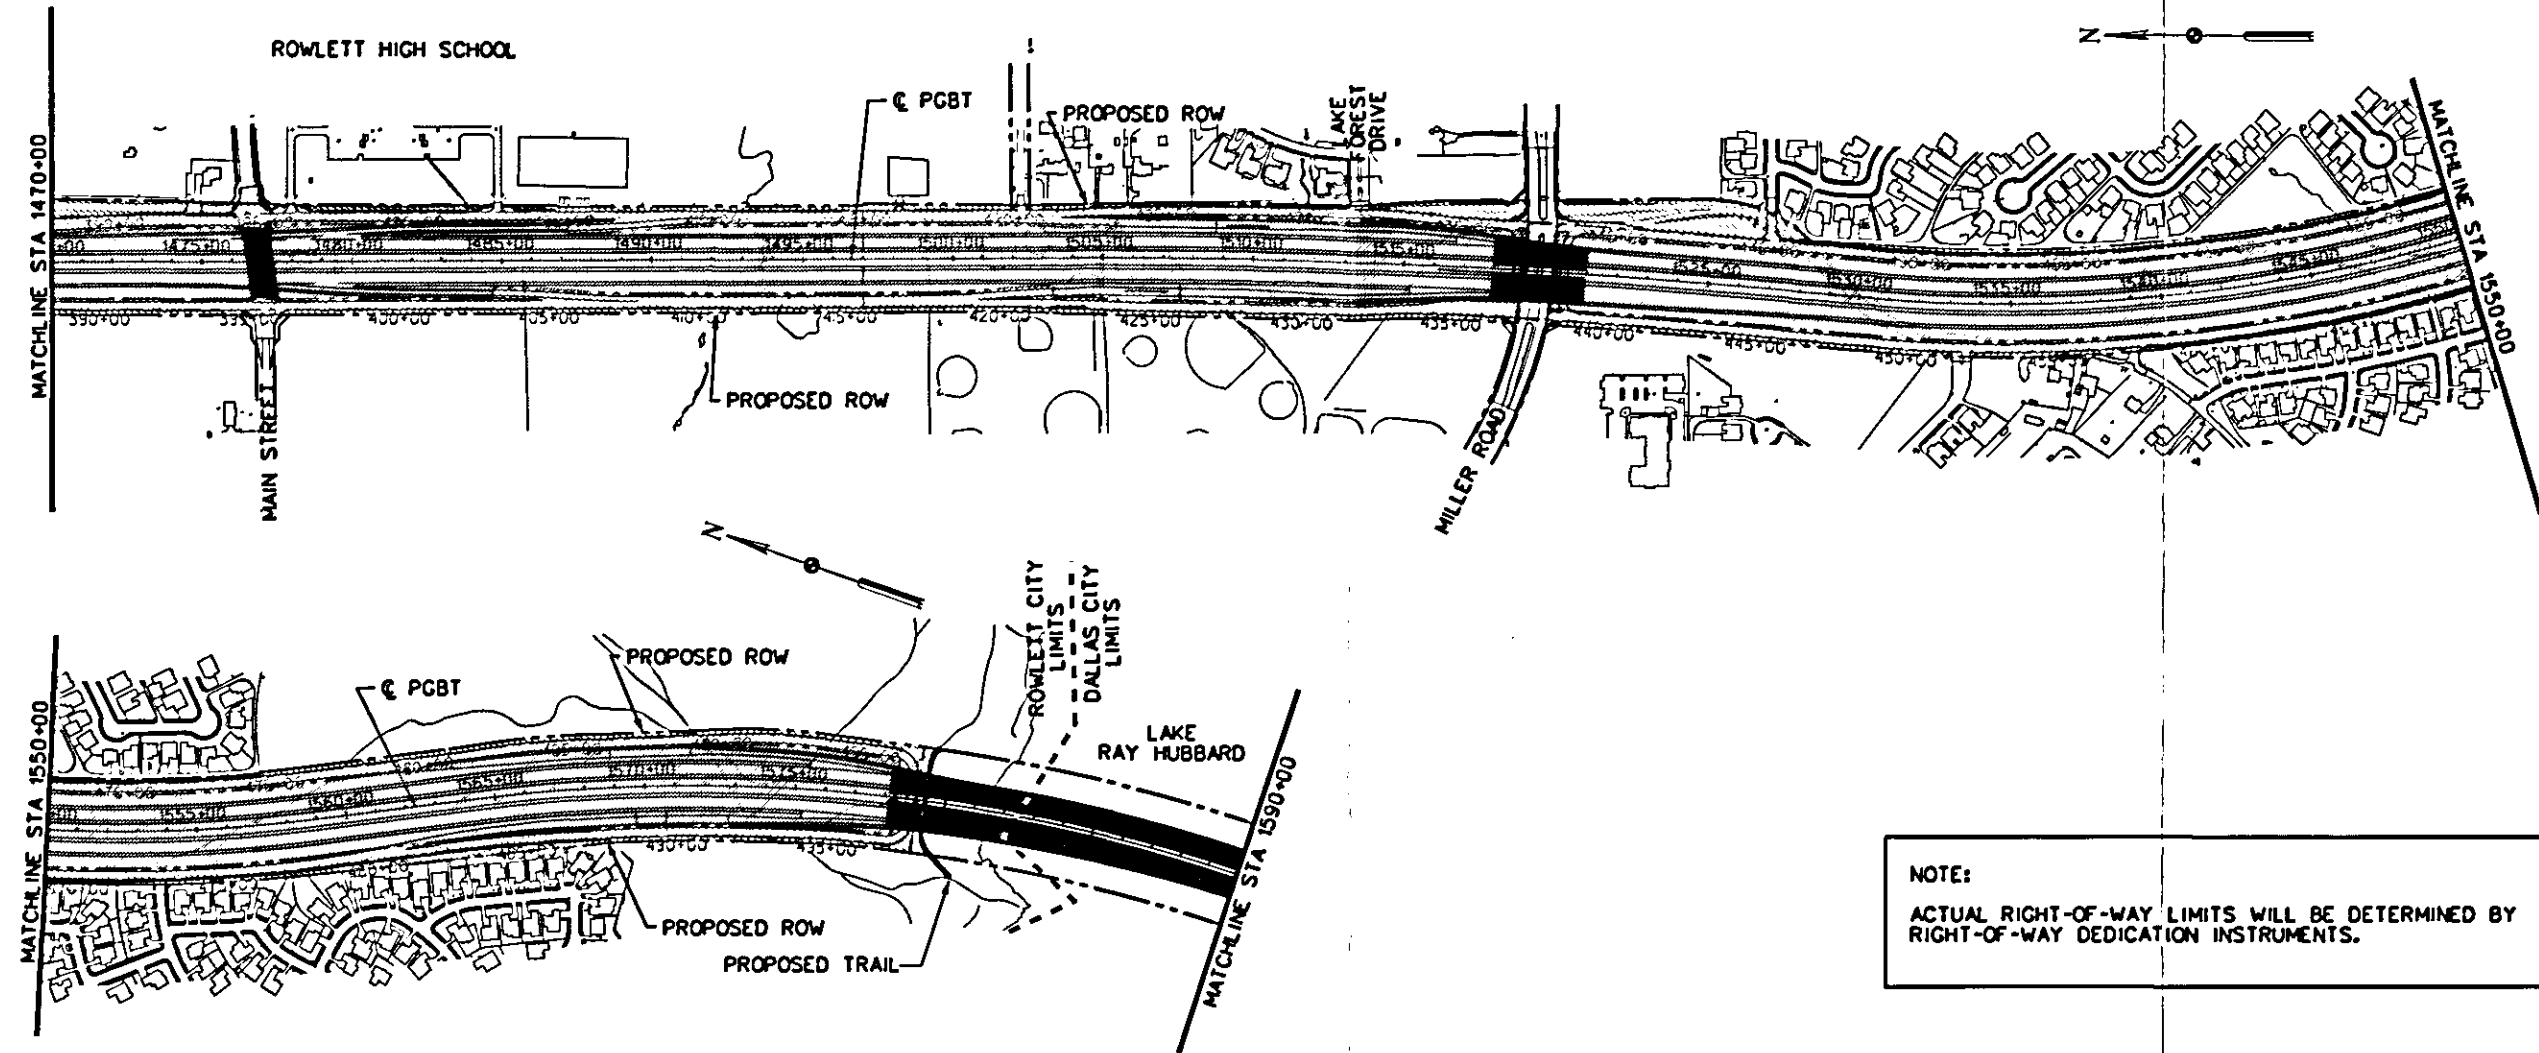 ROWLETT HIGH SCHOOL
N
℄ PGBT
PROPOSED ROW
LAKE
FOREST
DRIVE
MATCHLINE STA 1470+00
MATCHLINE STA 1550+00
1475+00
1480+00
1485+00
1490+00
1495+00
1500+00
1505+00
1510+00
1515+00
1525+00
1530+00
1535+00
1540+00
1545+00
390+00
400+00
405+00
410+00
415+00
420+00
425+00
430+00
435+00
440+00
445+00
450+00
PROPOSED ROW
MAIN STREET
MILLER ROAD
N
ROWLETT CITY
LIMITS
DALLAS CITY
LIMITS
PROPOSED ROW
℄ PGBT
LAKE
RAY HUBBARD
MATCHLINE STA 1550+00
1555+00
1560+00
1565+00
1570+00
1575+00
490+00
495+00
MATCHLINE STA 1590+00
PROPOSED ROW
PROPOSED TRAIL
NOTE:
ACTUAL RIGHT-OF-WAY LIMITS WILL BE DETERMINED BY
RIGHT-OF-WAY DEDICATION INSTRUMENTS.